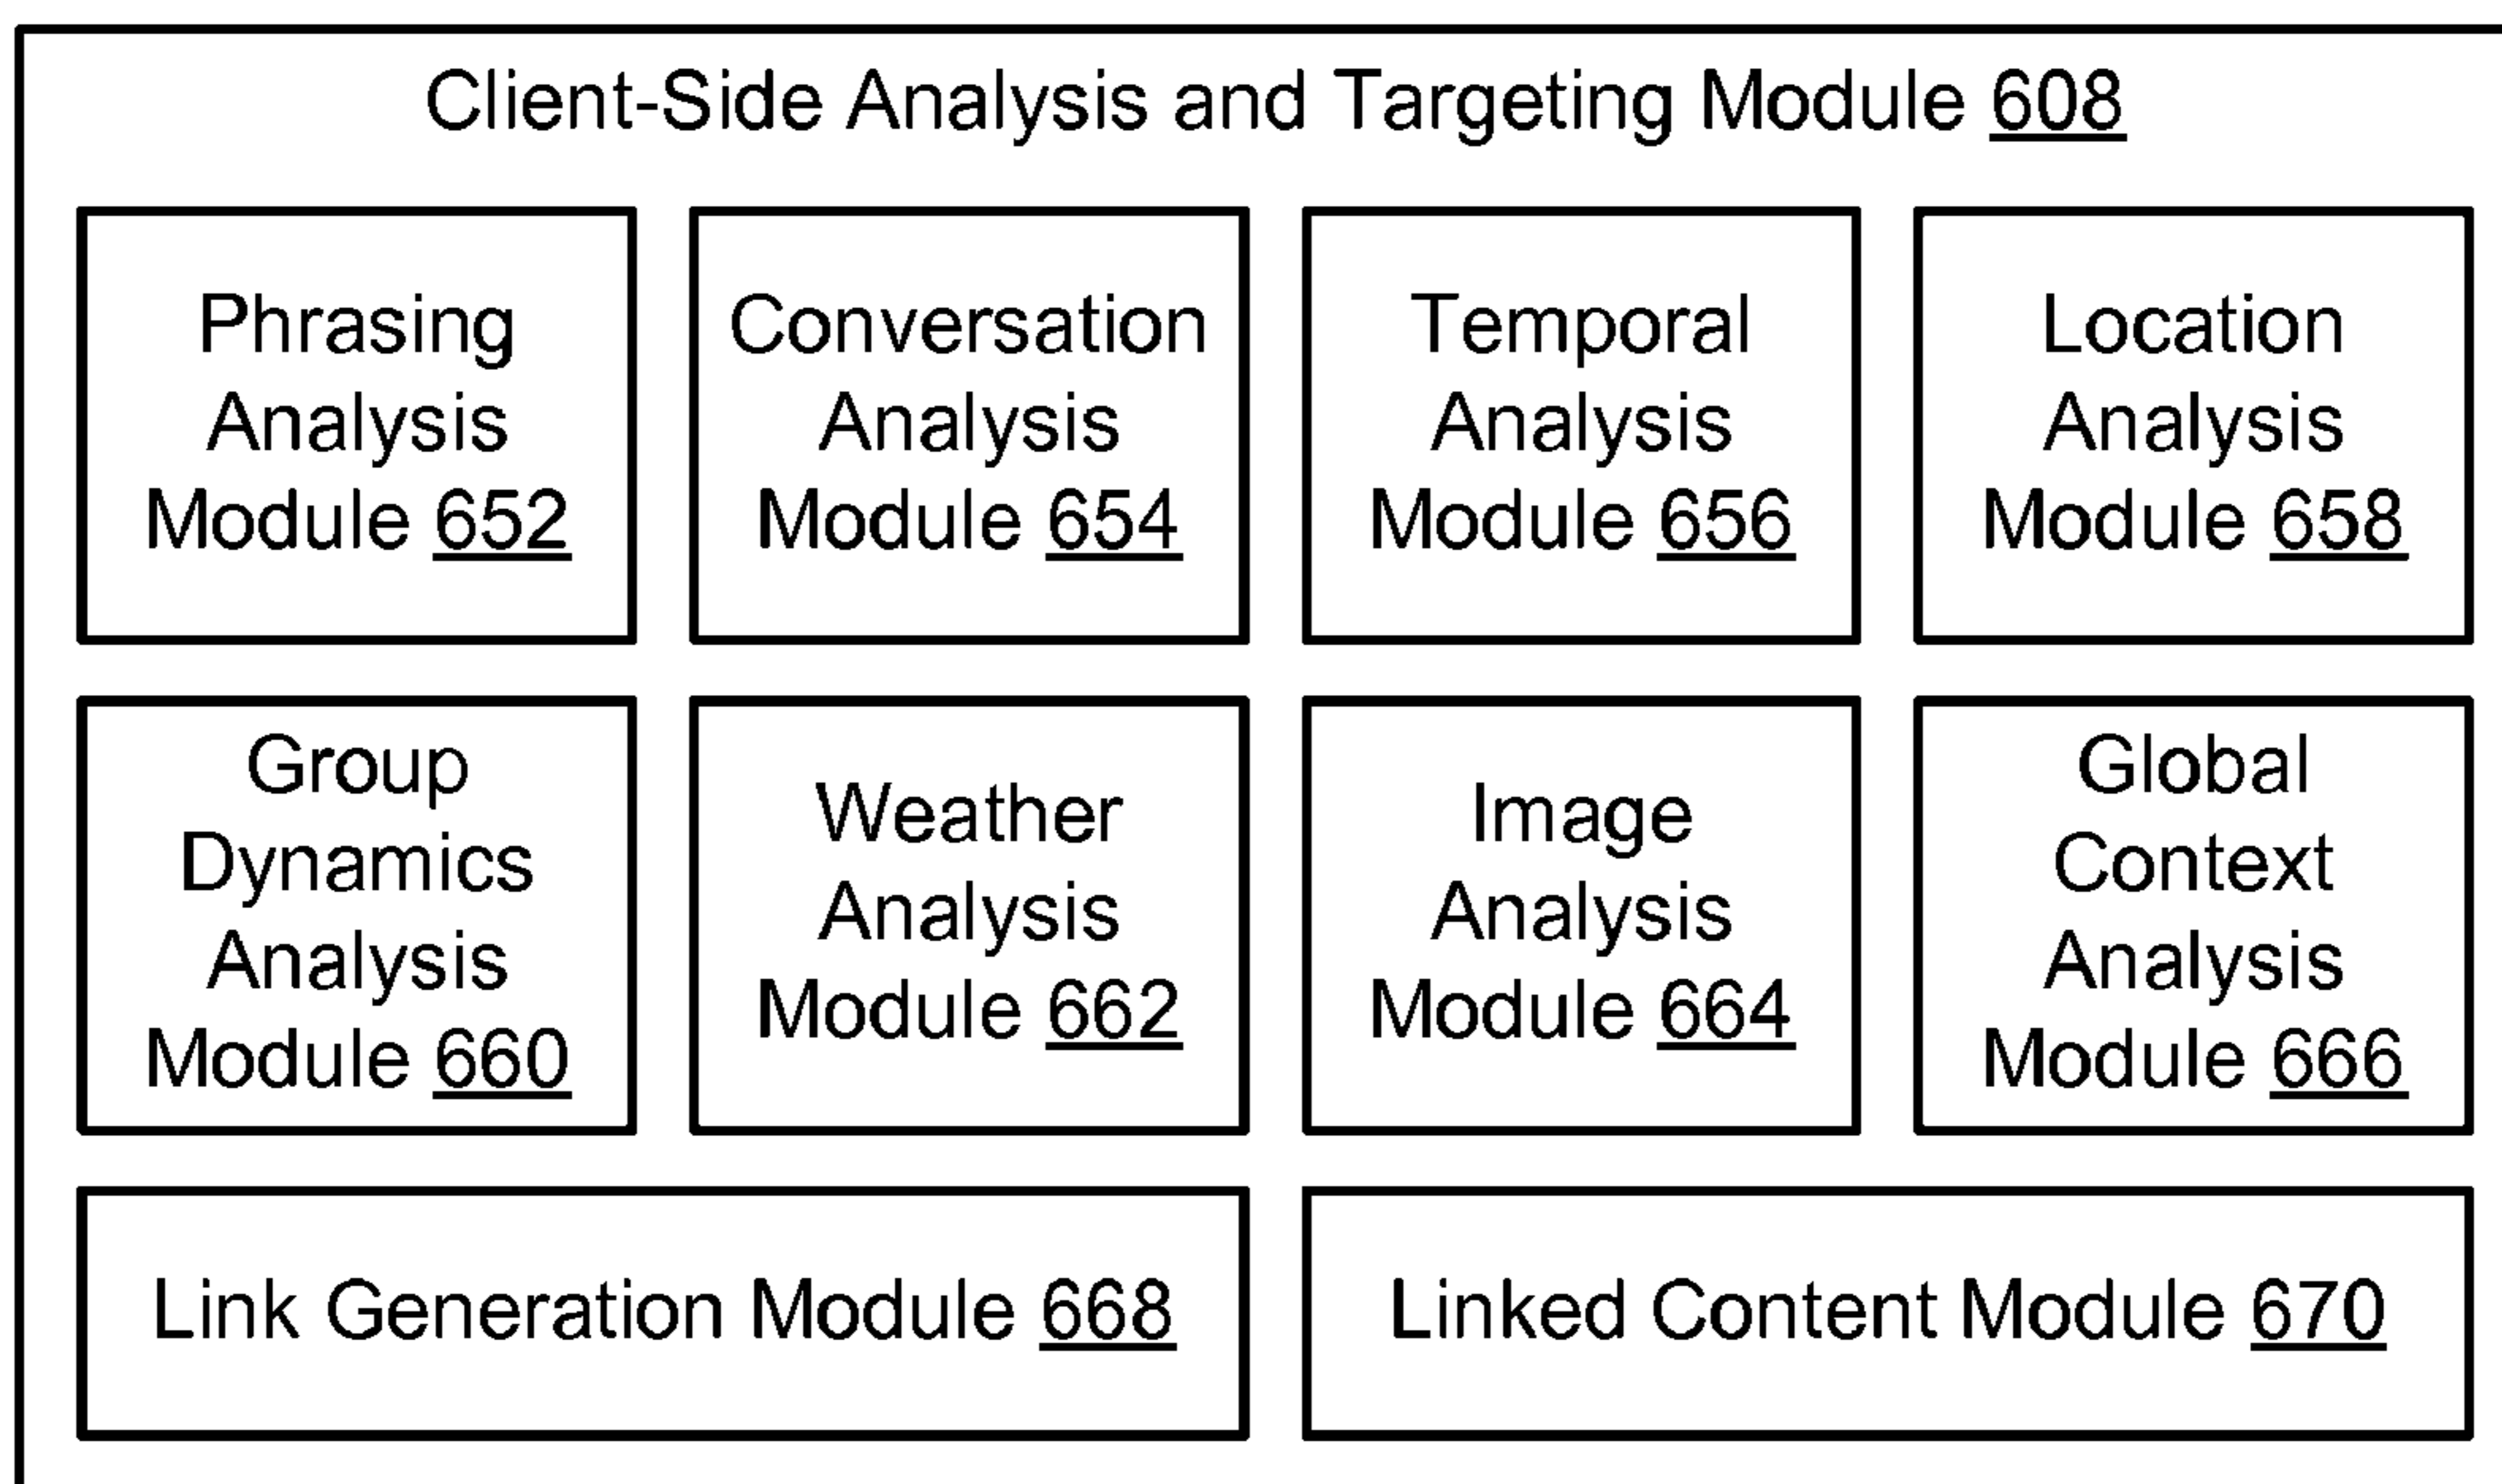 Client-Side Analysis and Targeting Module 608
Phrasing
Analysis
Module 652
Conversation
Analysis
Module 654
Temporal
Analysis
Module 656
Location
Analysis
Module 658
Group
Dynamics
Analysis
Module 660
Weather
Analysis
Module 662
Image
Analysis
Module 664
Global
Context
Analysis
Module 666
Link Generation Module 668
Linked Content Module 670